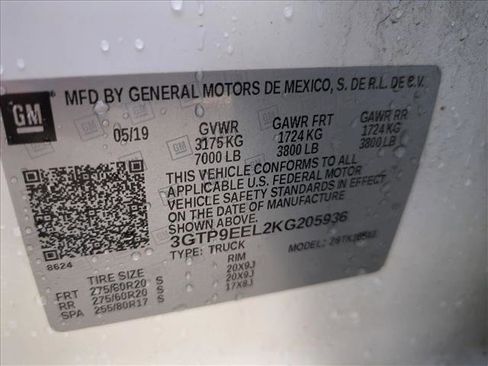 GM
MFD BY GENERAL MOTORS DE MEXICO, S. DE R.L. DE C.V.
05/19 GVWR GAWR FRT GAWR RR
3175 KG 1724 KG 1724 KG
7000 LB 3800 LB 3800 LB
THIS VEHICLE CONFORMS TO ALL
APPLICABLE U.S. FEDERAL MOTOR
VEHICLE SAFETY STANDARDS IN EFFECT
ON THE DATE OF MANUFACTURE
SHOWN ABOVE.
3GTP9EEL2KG205936
8624 TYPE: TRUCK MODEL:
TIRE SIZE RIM
FRT 275/60R20 S 20X9J
RR 275/60R20 S 20X9J
SPA 255/80R17 S 17X8J